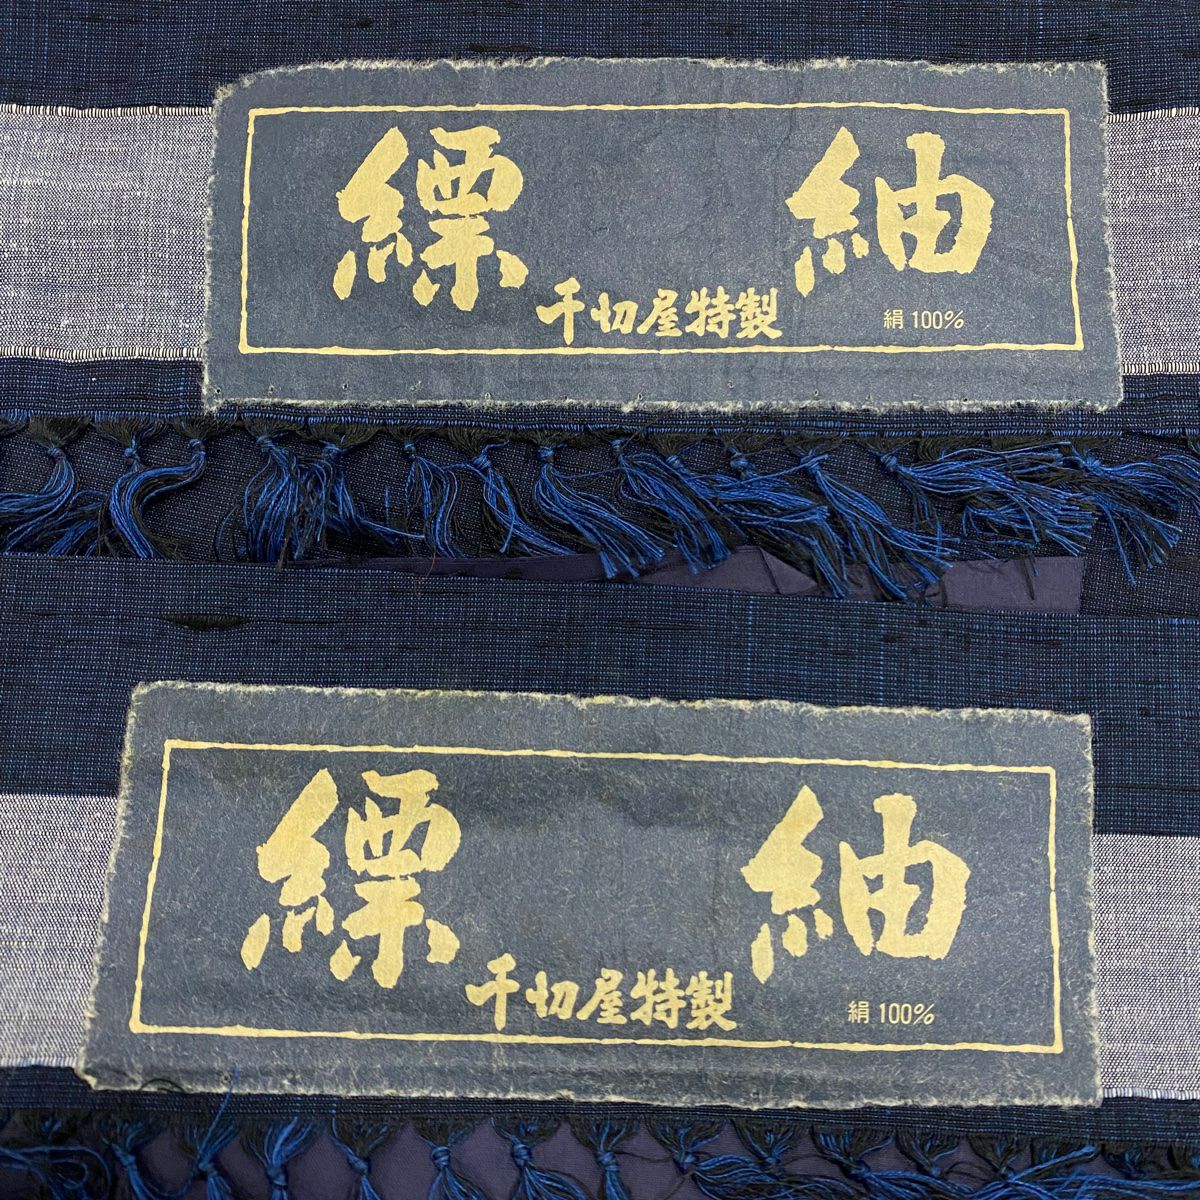 縹 紬
千切屋特製
絹 100%
縹 紬
千切屋特製
絹 100%